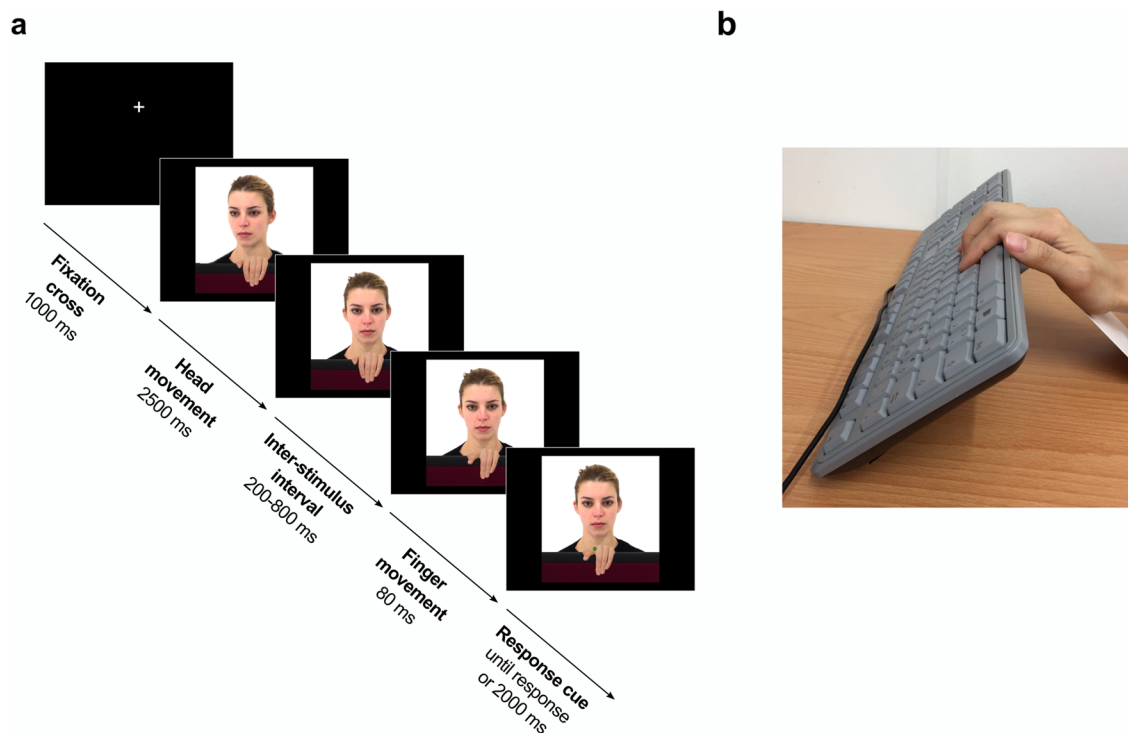 a
b
Fixation
cross
1000 ms
Head
movement
2500 ms
Inter-stimulus
interval
200-800 ms
Finger
movement
80 ms
Response cue
until response
or 2000 ms